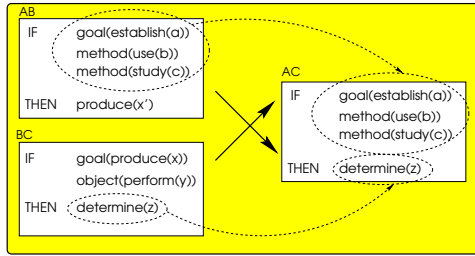 AB
IF goal(establish(a))
method(use(b))
method(study(c))
THEN produce(x')
BC
IF goal(produce(x))
object(perform(y))
THEN determine(z)
AC
IF goal(establish(a))
method(use(b))
method(study(c))
THEN determine(z)